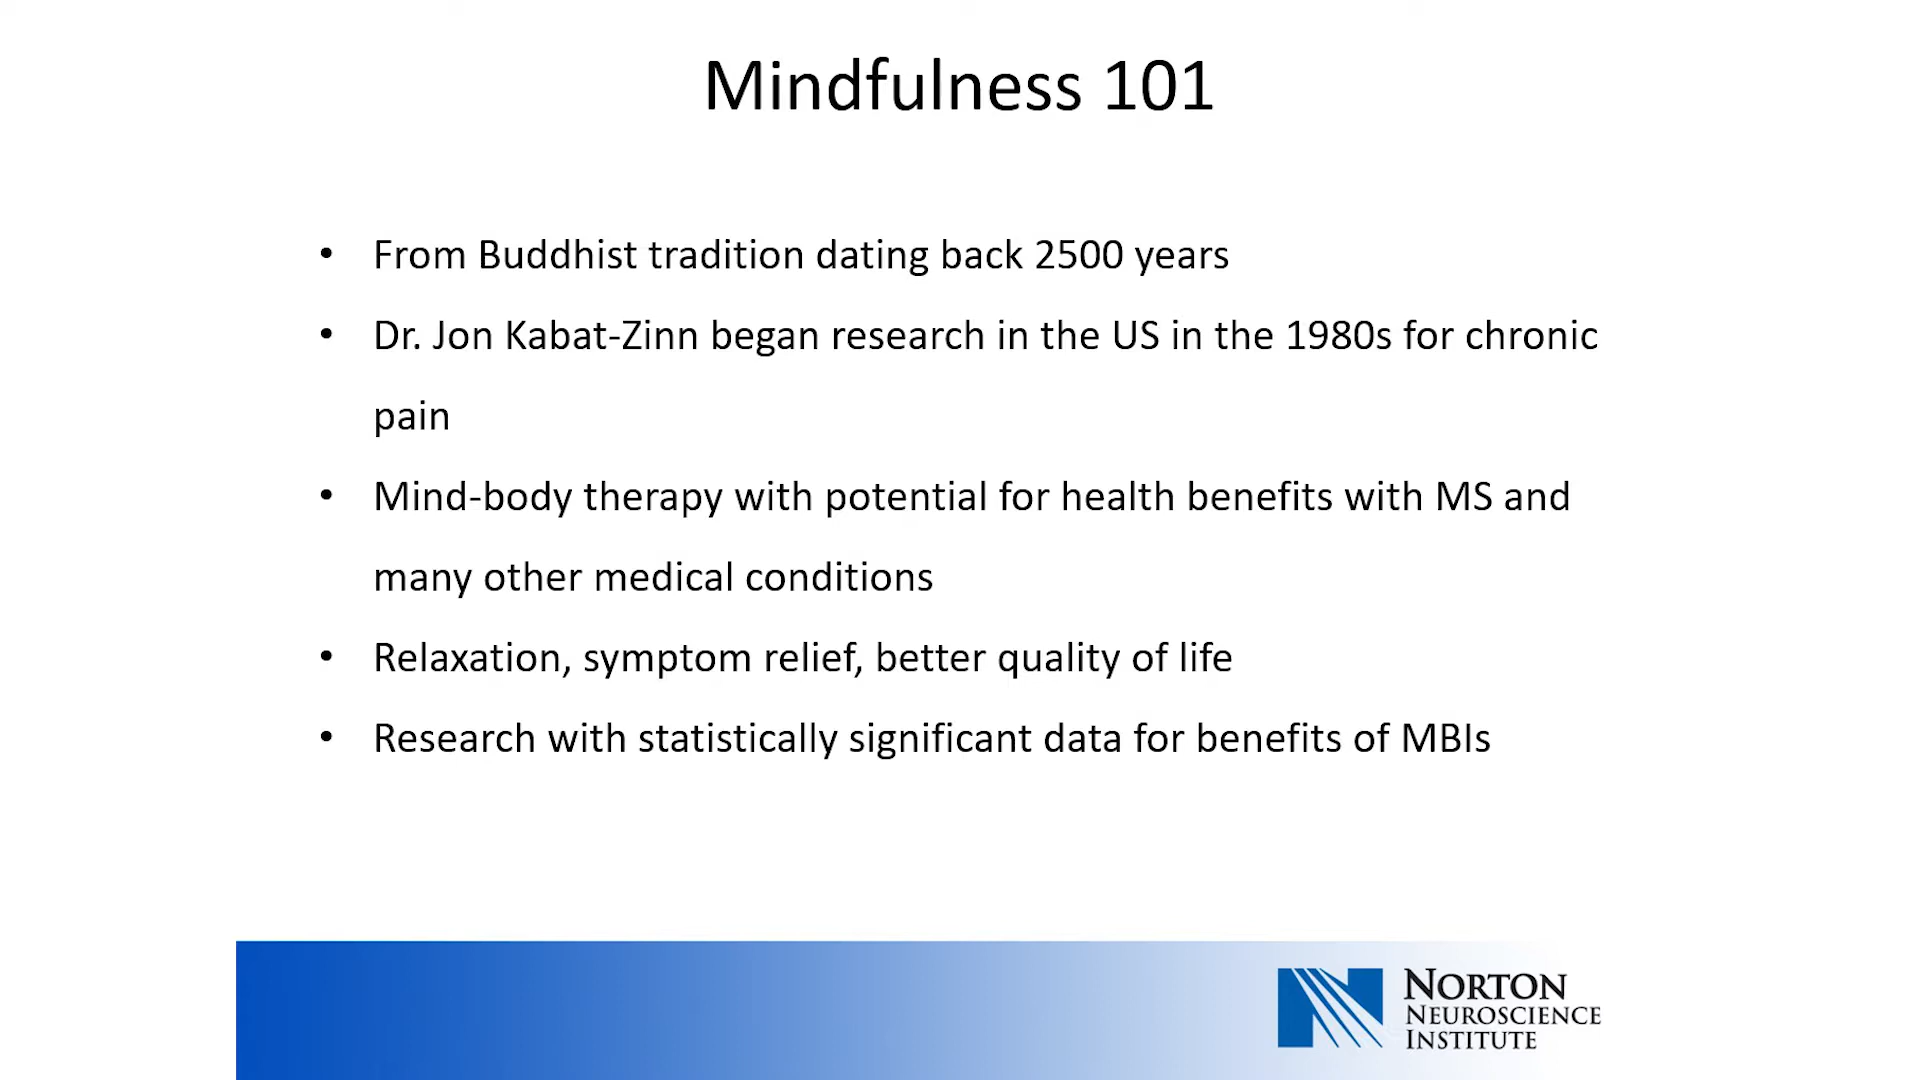 Mindfulness 101
• From Buddhist tradition dating back 2500 years
• Dr. Jon Kabat-Zinn began research in the US in the 1980s for chronic
pain
• Mind-body therapy with potential for health benefits with MS and
many other medical conditions
• Relaxation, symptom relief, better quality of life
• Research with statistically significant data for benefits of MBIs
NORTON
NEUROSCIENCE
INSTITUTE